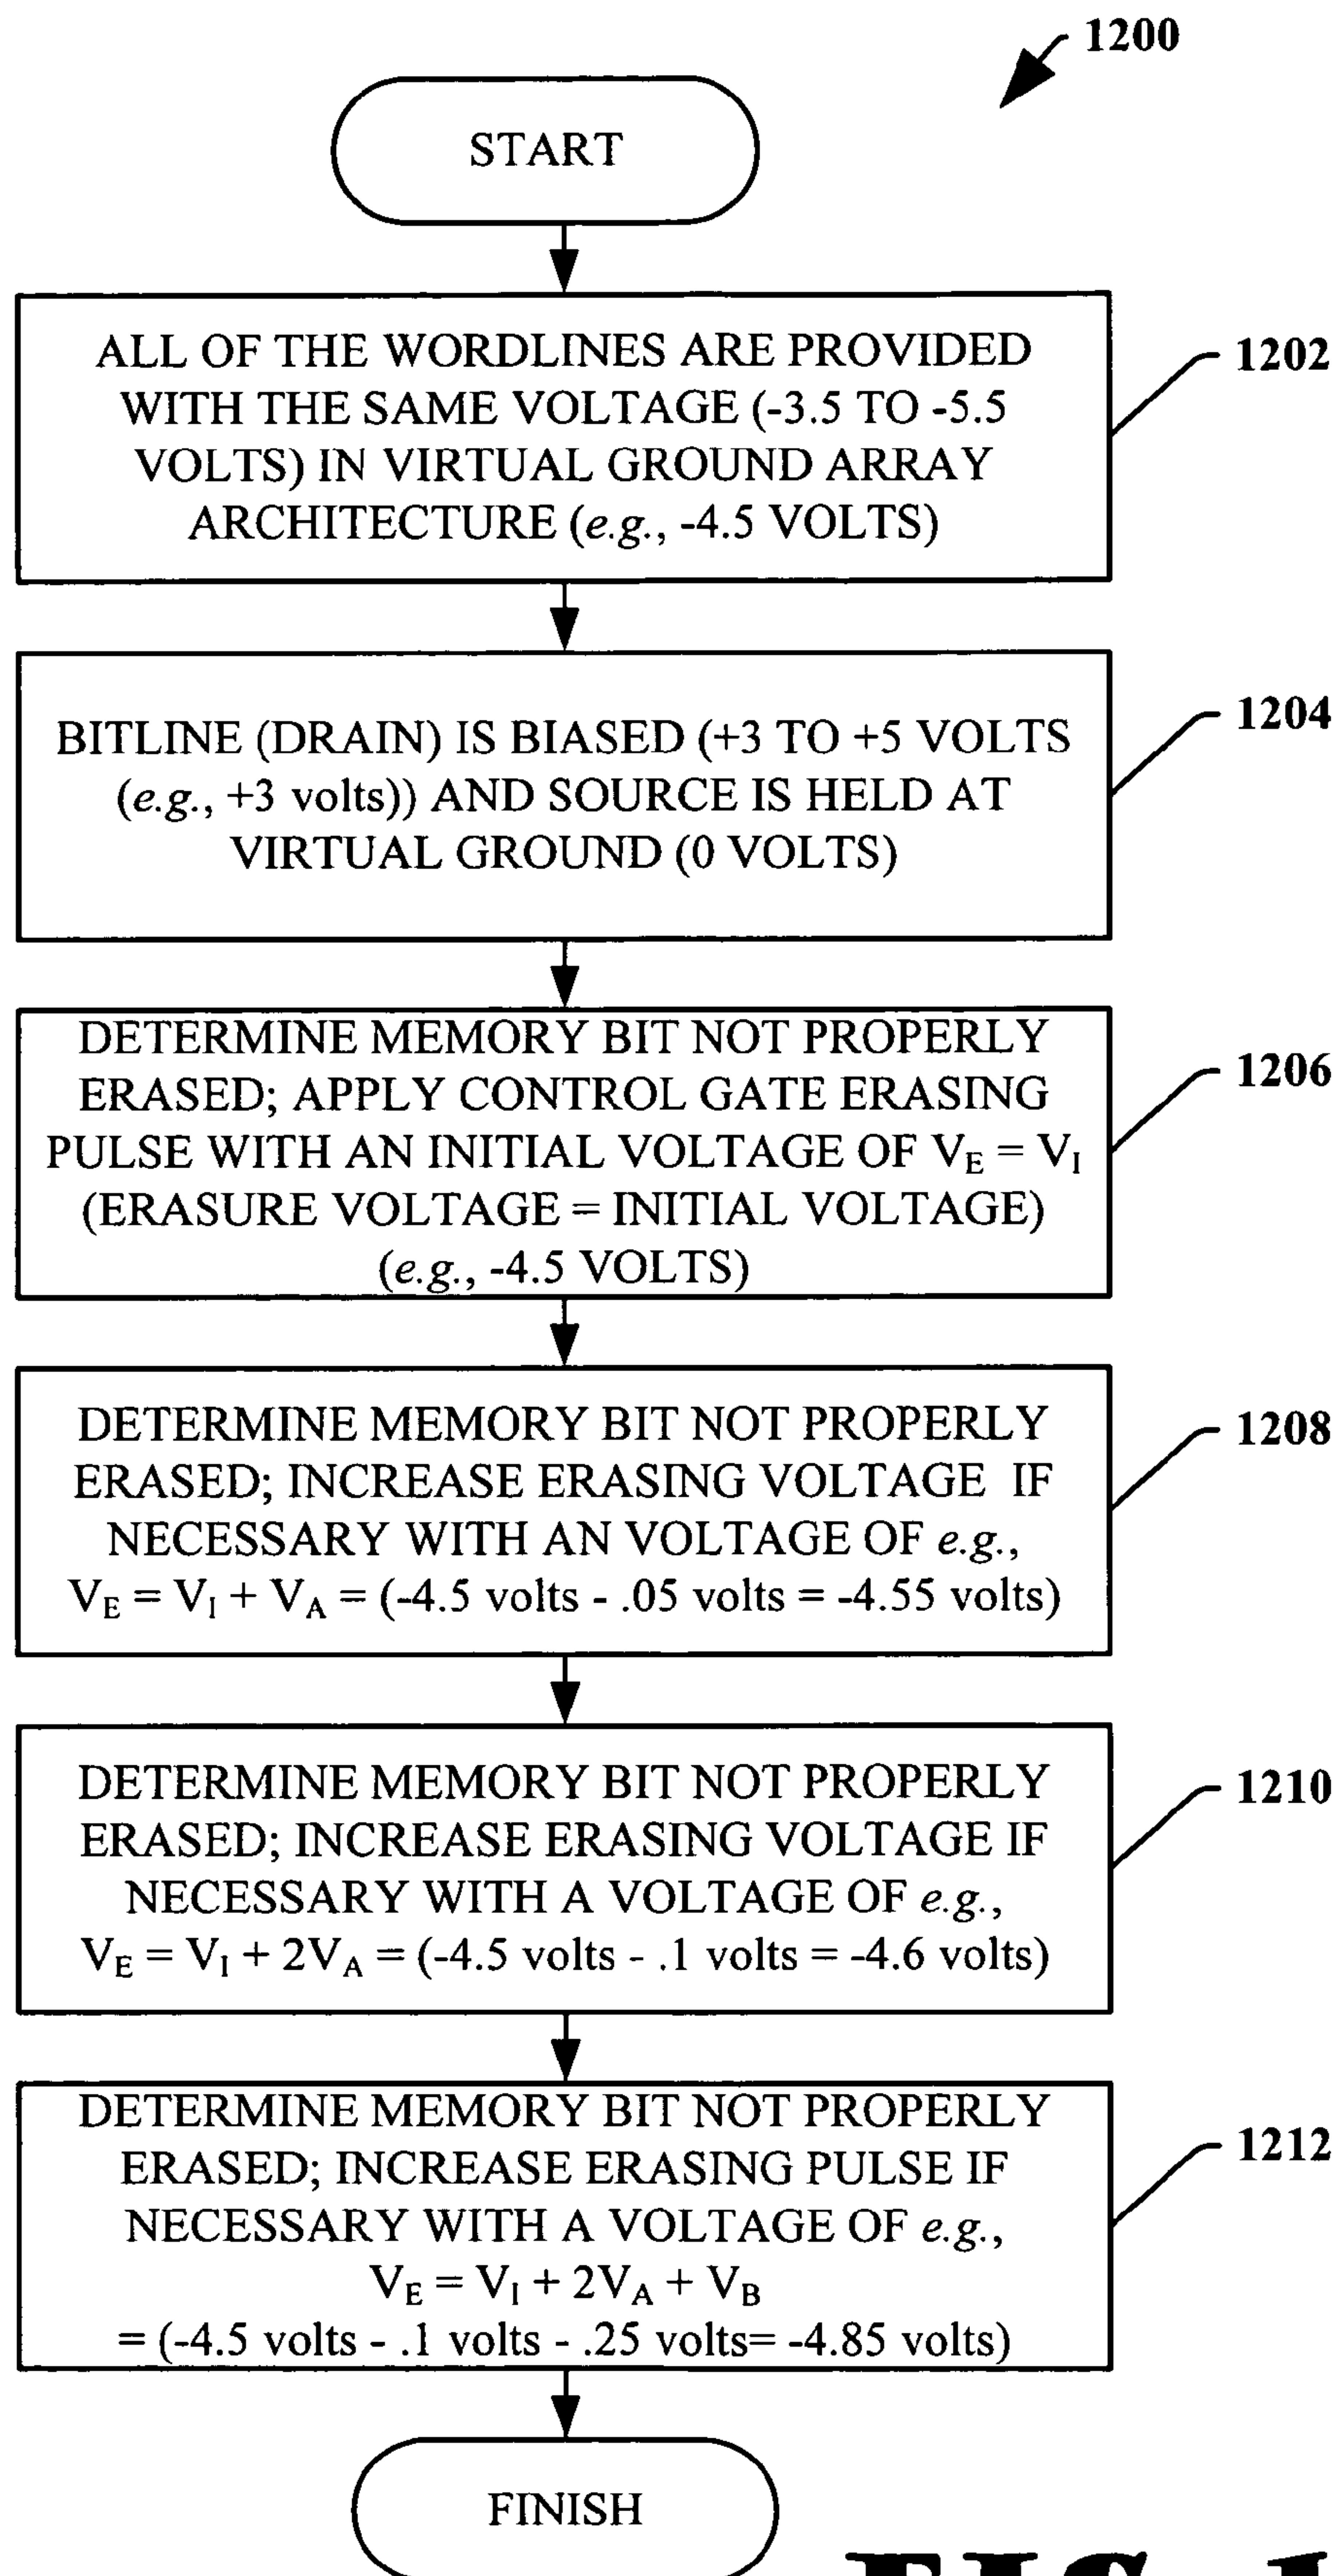 1200
START
ALL OF THE WORDLINES ARE PROVIDED
WITH THE SAME VOLTAGE (-3.5 TO -5.5
VOLTS) IN VIRTUAL GROUND ARRAY
ARCHITECTURE (e.g., -4.5 VOLTS)
1202
BITLINE (DRAIN) IS BIASED (+3 TO +5 VOLTS
(e.g., +3 volts)) AND SOURCE IS HELD AT
VIRTUAL GROUND (0 VOLTS)
1204
DETERMINE MEMORY BIT NOT PROPERLY
ERASED; APPLY CONTROL GATE ERASING
PULSE WITH AN INITIAL VOLTAGE OF VE = VI
(ERASURE VOLTAGE = INITIAL VOLTAGE)
(e.g., -4.5 VOLTS)
1206
DETERMINE MEMORY BIT NOT PROPERLY
ERASED; INCREASE ERASING VOLTAGE IF
NECESSARY WITH AN VOLTAGE OF e.g.,
VE = VI + VA = (-4.5 volts - .05 volts = -4.55 volts)
1208
DETERMINE MEMORY BIT NOT PROPERLY
ERASED; INCREASE ERASING VOLTAGE IF
NECESSARY WITH A VOLTAGE OF e.g.,
VE = VI + 2VA = (-4.5 volts - .1 volts = -4.6 volts)
1210
DETERMINE MEMORY BIT NOT PROPERLY
ERASED; INCREASE ERASING PULSE IF
NECESSARY WITH A VOLTAGE OF e.g.,
VE = VI + 2VA + VB
= (-4.5 volts - .1 volts - .25 volts= -4.85 volts)
1212
FINISH